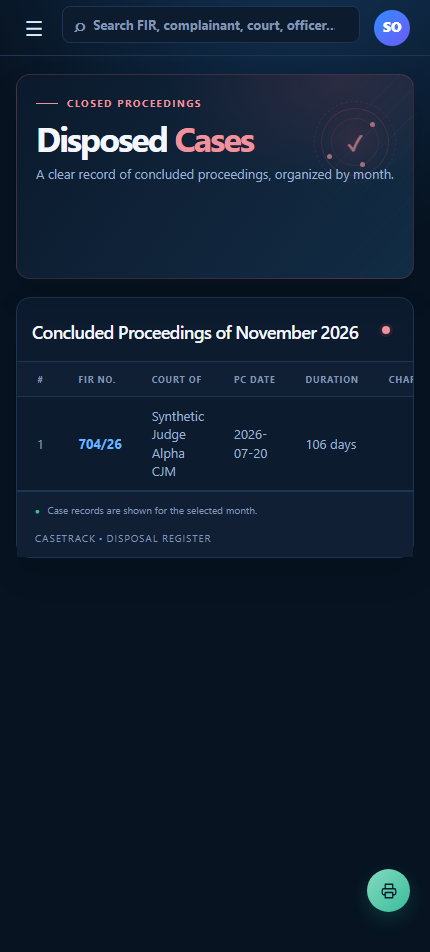 Search FIR, complainant, court, officer...
SO
CLOSED PROCEEDINGS
Disposed Cases
A clear record of concluded proceedings, organized by month.
Concluded Proceedings of November 2026
# FIR NO. COURT OF PC DATE DURATION
1 704/26 Synthetic Judge Alpha CJM 2026-07-20 106 days
Case records are shown for the selected month.
CASETRACK • DISPOSAL REGISTER